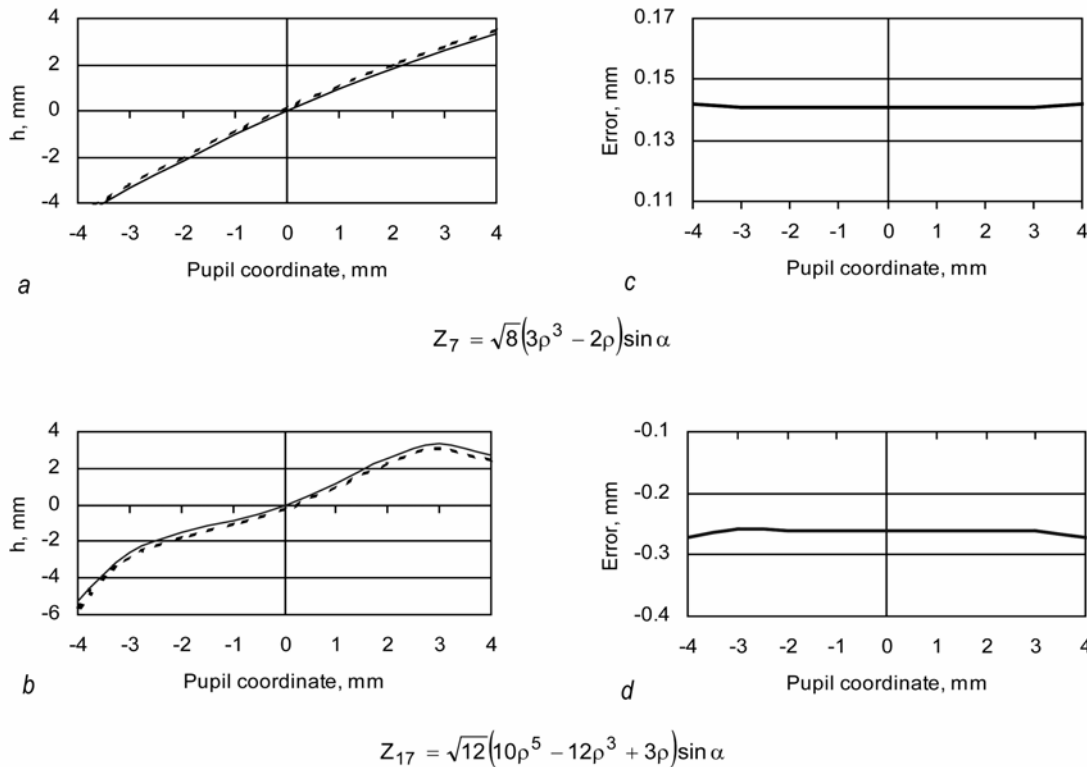 4
2
0
-2
-4
h, mm
-4 -3 -2 -1 0 1 2 3 4
Pupil coordinate, mm
a
0.17
0.15
0.13
0.11
Error, mm
-4 -3 -2 -1 0 1 2 3 4
Pupil coordinate, mm
c
Z₇ = √8(3ρ³ − 2ρ)sin α
4
2
0
-2
-4
-6
h, mm
-4 -3 -2 -1 0 1 2 3 4
Pupil coordinate, mm
b
-0.1
-0.2
-0.3
-0.4
Error, mm
-4 -3 -2 -1 0 1 2 3 4
Pupil coordinate, mm
d
Z₁₇ = √12(10ρ⁵ − 12ρ³ + 3ρ)sin α